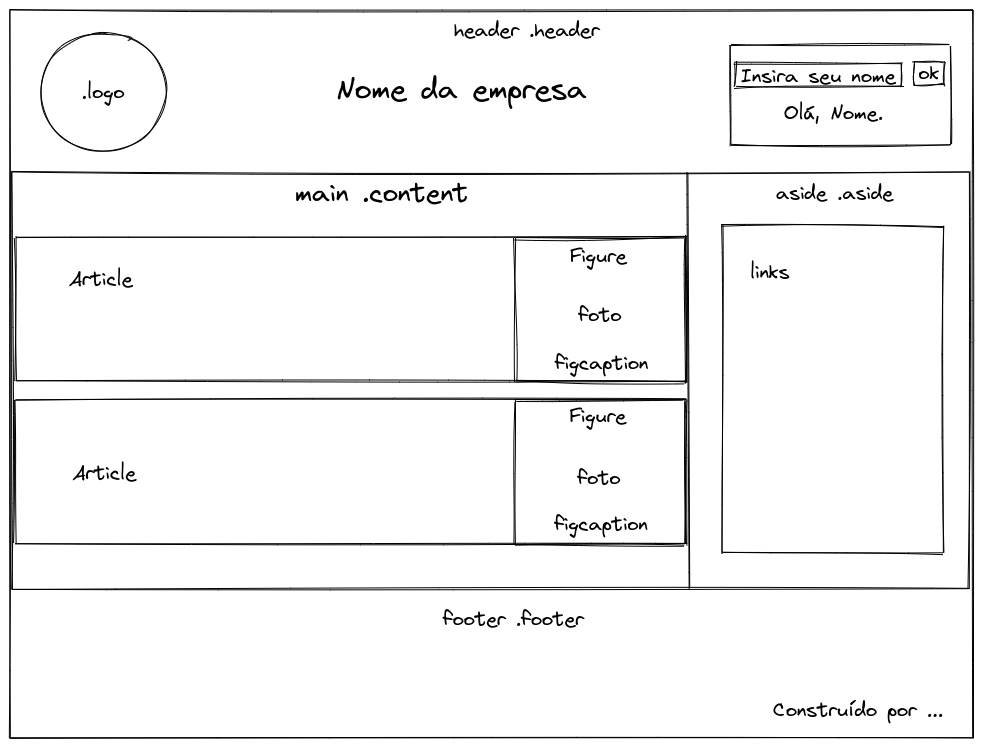 header .header
.logo
Nome da empresa
Insira seu nome
ok
Olá, Nome.
main .content
Article
Figure
foto
figcaption
Article
Figure
foto
figcaption
aside .aside
links
footer .footer
Construído por ...